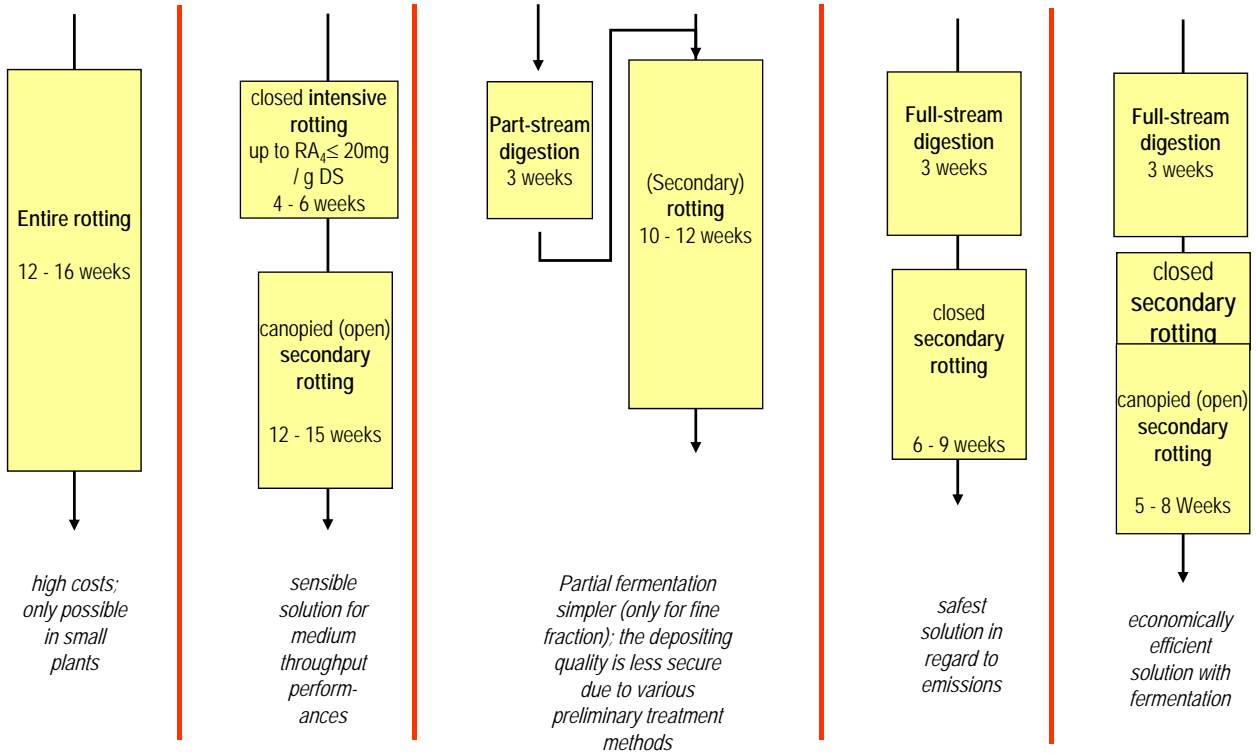 Entire rotting
12 - 16 weeks
high costs;
only possible
in small
plants
closed intensive
rotting
up to RA₄≤ 20mg
/ g DS
4 - 6 weeks
canopied (open)
secondary
rotting
12 - 15 weeks
sensible
solution for
medium
throughput
perform-
ances
Part-stream
digestion
3 weeks
(Secondary)
rotting
10 - 12 weeks
Partial fermentation
simpler (only for fine
fraction); the depositing
quality is less secure
due to various
preliminary treatment
methods
Full-stream
digestion
3 weeks
closed
secondary
rotting
6 - 9 weeks
safest
solution in
regard to
emissions
Full-stream
digestion
3 weeks
closed
secondary
rotting
canopied (open)
secondary
rotting
5 - 8 Weeks
economically
efficient
solution with
fermentation